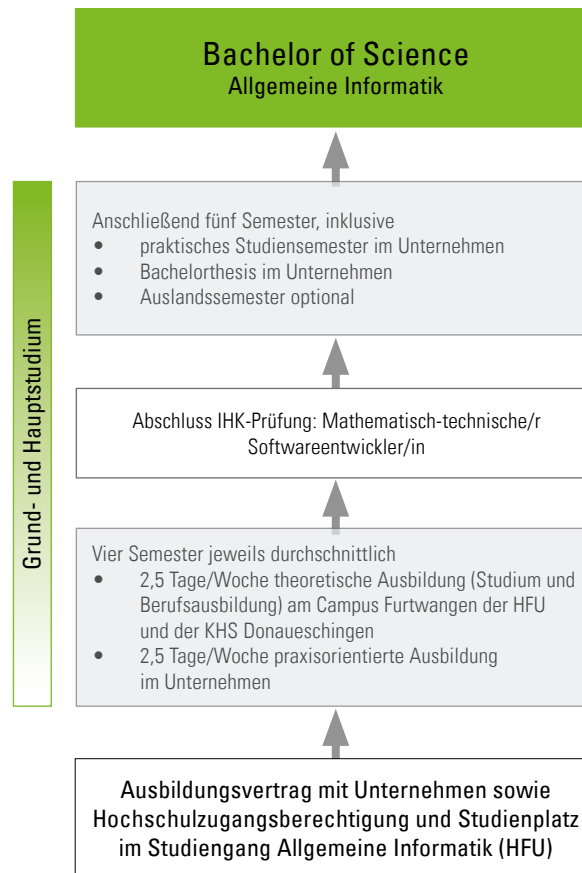 Bachelor of Science
Allgemeine Informatik
Grund- und Hauptstudium
Anschließend fünf Semester, inklusive
• praktisches Studiensemester im Unternehmen
• Bachelorthesis im Unternehmen
• Auslandssemester optional
Abschluss IHK-Prüfung: Mathematisch-technische/r
Softwareentwickler/in
Vier Semester jeweils durchschnittlich
• 2,5 Tage/Woche theoretische Ausbildung (Studium und
Berufsausbildung) am Campus Furtwangen der HFU
und der KHS Donaueschingen
• 2,5 Tage/Woche praxisorientierte Ausbildung
im Unternehmen
Ausbildungsvertrag mit Unternehmen sowie
Hochschulzugangsberechtigung und Studienplatz
im Studiengang Allgemeine Informatik (HFU)